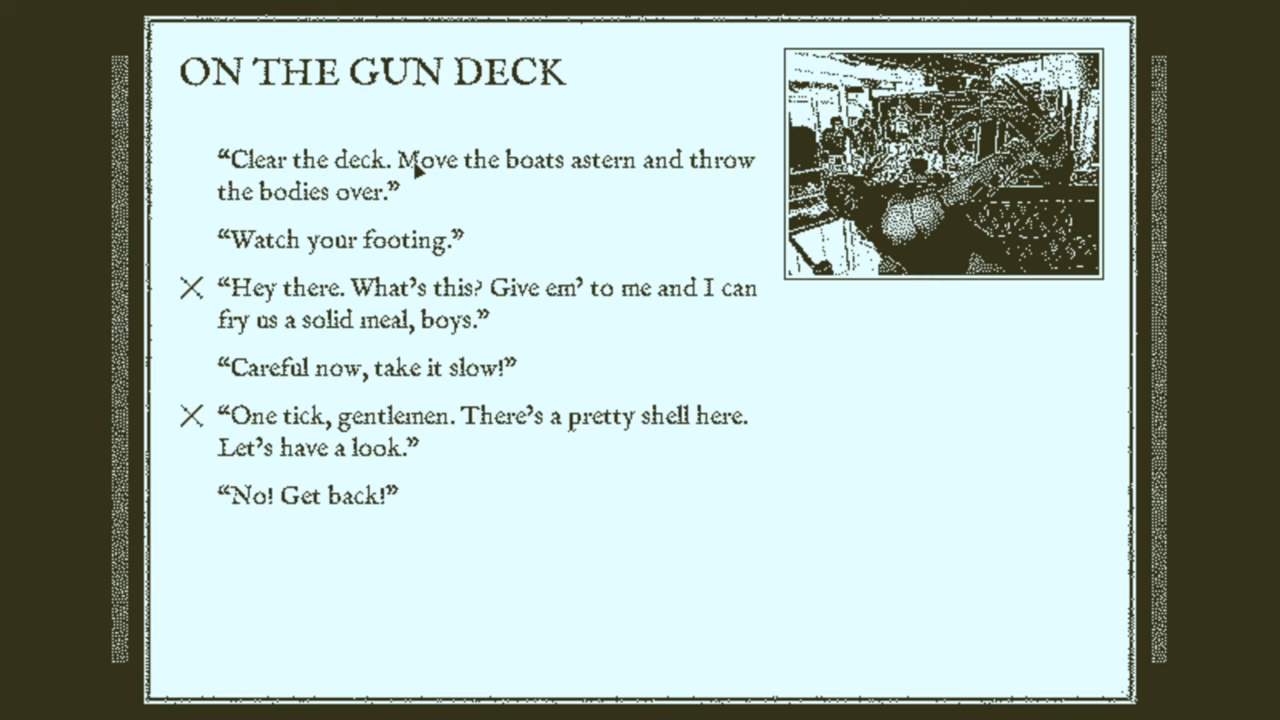 ON THE GUN DECK
“Clear the deck. Move the boats astern and throw
the bodies over.”
“Watch your footing.”
“Hey there. What’s this? Give em’ to me and I can
fry us a solid meal, boys.”
“Careful now, take it slow!”
“One tick, gentlemen. There’s a pretty shell here.
Let’s have a look.”
“No! Get back!”